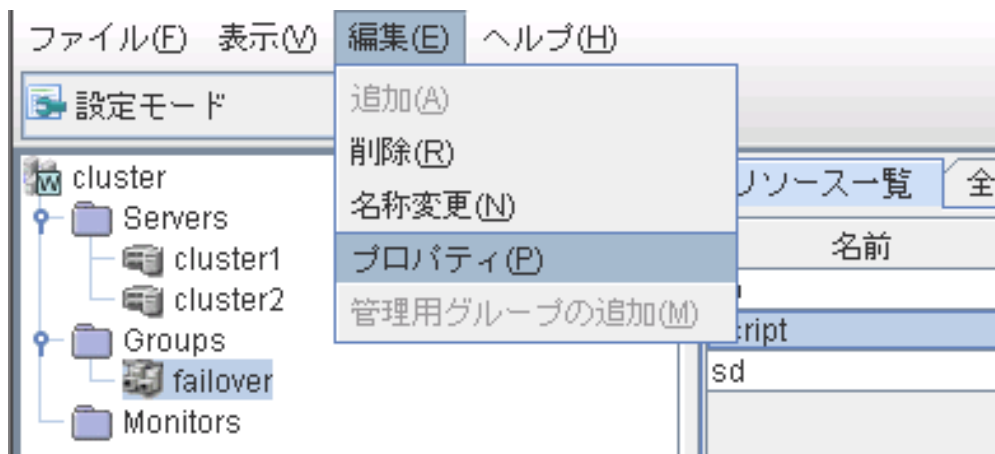 ファイル(F) 表示(V) 編集(E) ヘルプ(H)
設定モード
追加(A)
削除(R)
名称変更(N)
プロパティ(P)
管理用グループの追加(M)
cluster
Servers
cluster1
cluster2
Groups
failover
Monitors
リソース一覧 全
名前
sd